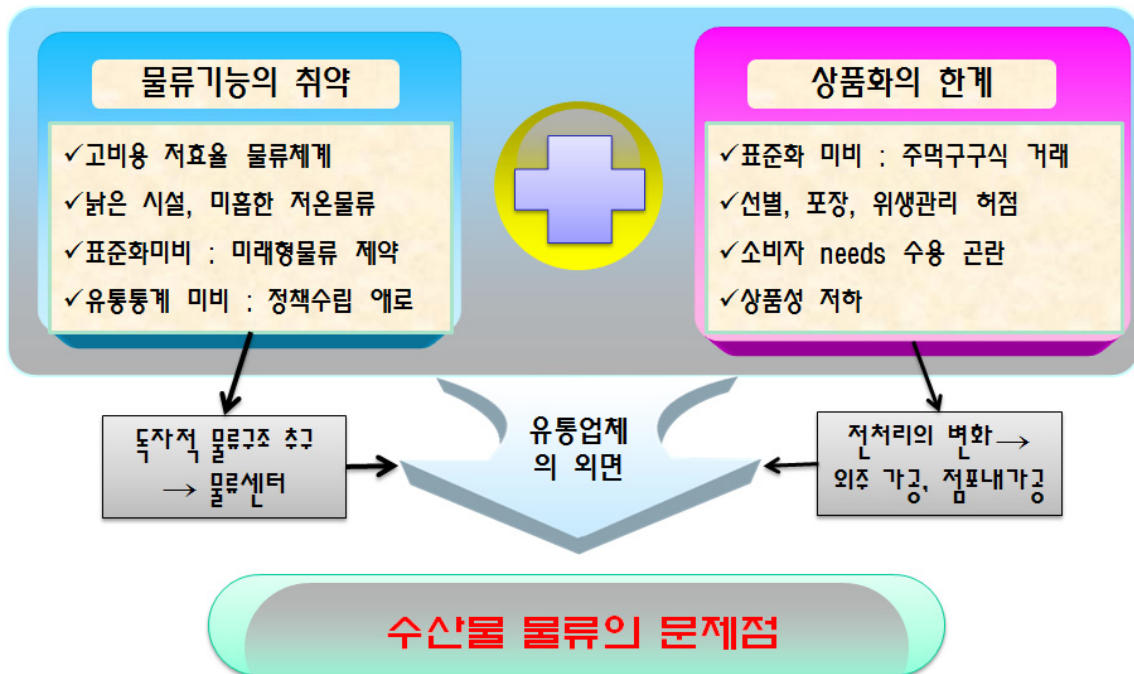 물류기능의 취약
✓고비용 저효율 물류체계
✓낡은 시설, 미흡한 저온물류
✓표준화미비 : 미래형물류 제약
✓유통통계 미비 : 정책수립 애로
상품화의 한계
✓표준화 미비 : 주먹구구식 거래
✓선별, 포장, 위생관리 허점
✓소비자 needs 수용 곤란
✓상품성 저하
독자적 물류구조 추구
→ 물류센터
유통업체
의 외면
전처리의 변화→
외주 가공, 점포내가공
수산물 물류의 문제점